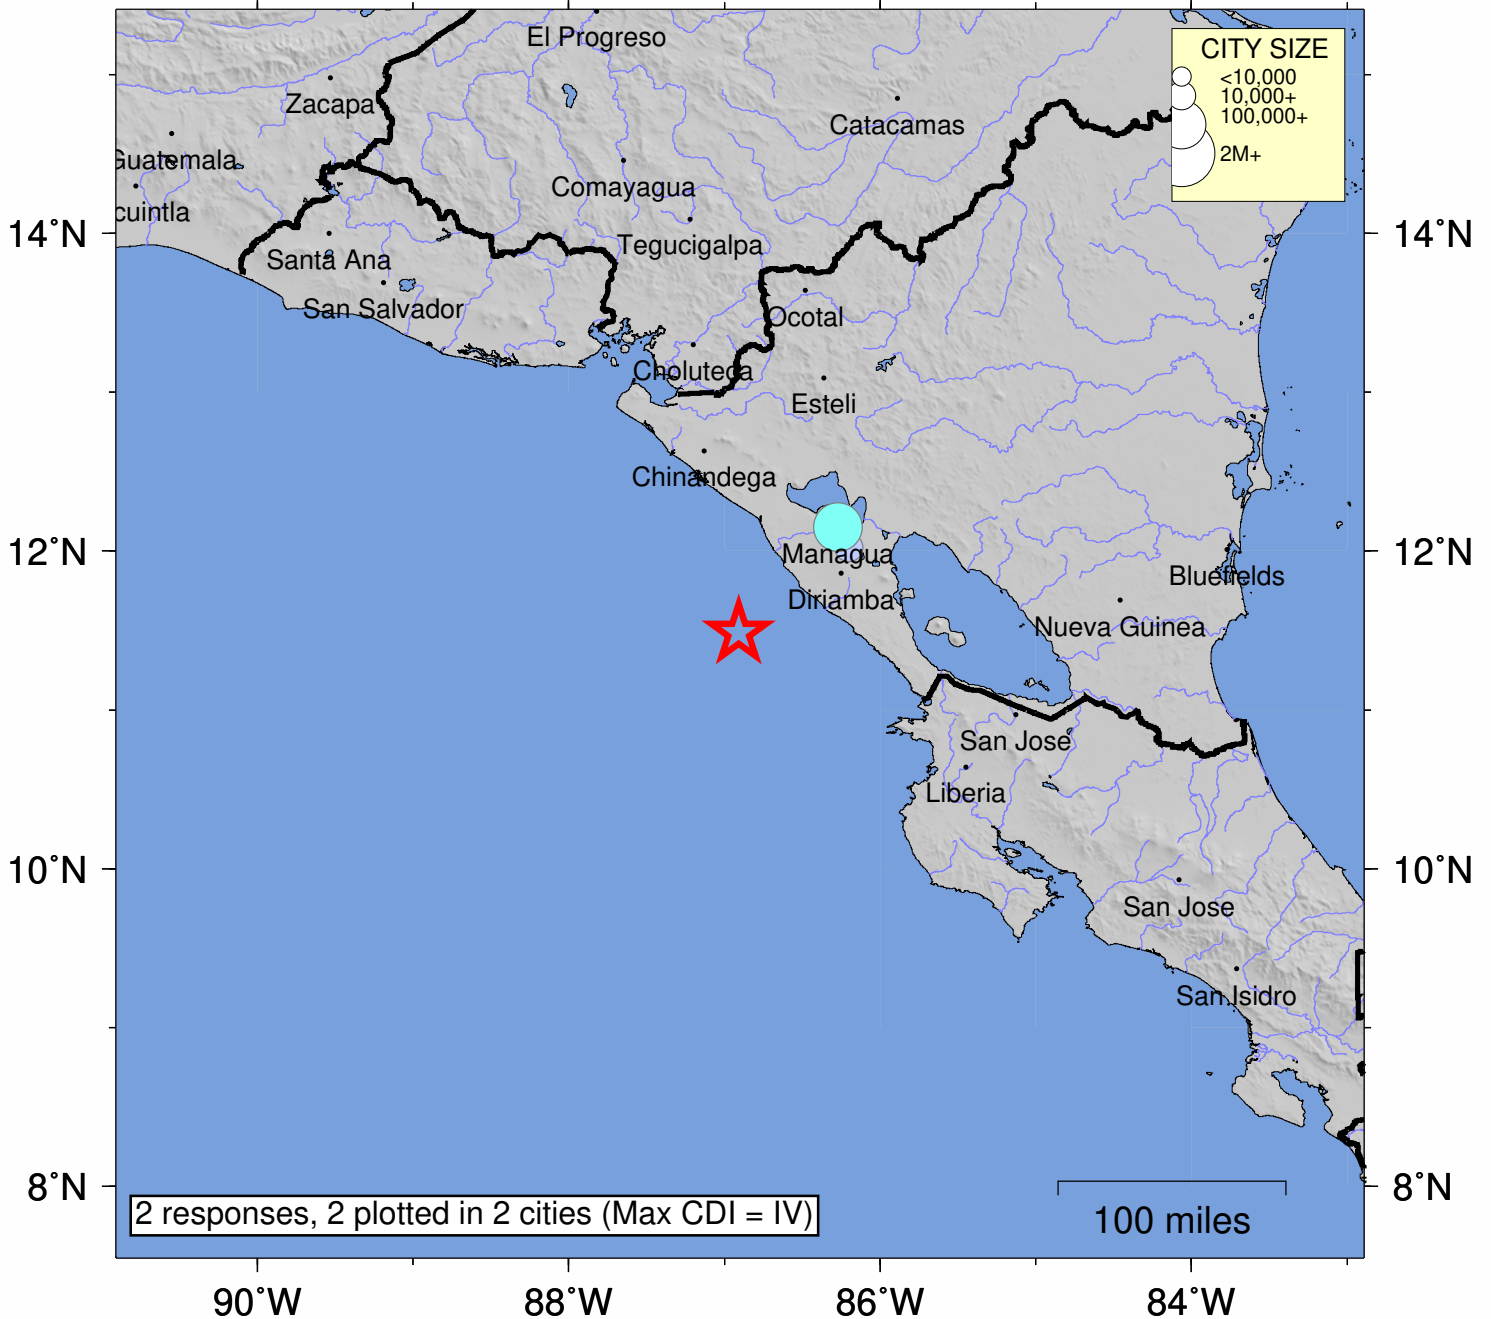 El Progreso
CITY SIZE
<10,000
10,000+
100,000+
2M+
Zacapa
Catacamas
Guatemala
Comayagua
cuintla
14°N
14°N
Tegucigalpa
Santa Ana
San Salvador
Ocotal
Choluteca
Esteli
Chinandega
12°N
12°N
Managua
Bluefields
Diriamba
Nueva Guinea
San Jose
Liberia
10°N
10°N
San Jose
San Isidro
8°N
8°N
2 responses, 2 plotted in 2 cities (Max CDI = IV)
100 miles
90°W
88°W
86°W
84°W